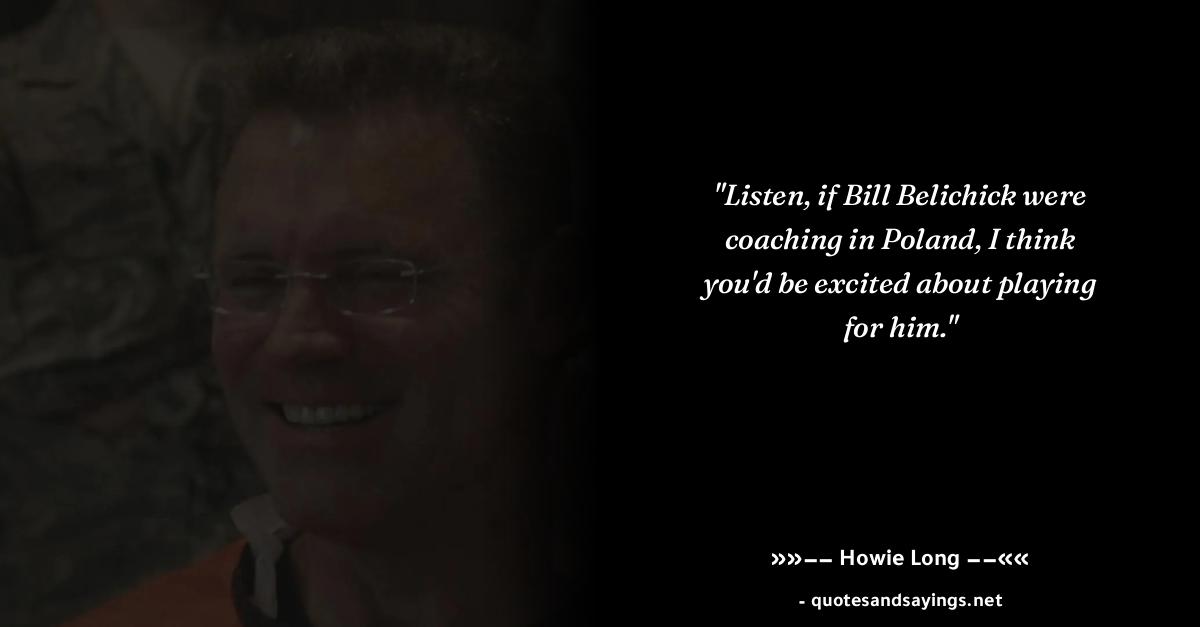 "Listen, if Bill Belichick were
coaching in Poland, I think
you'd be excited about playing
for him."
»»–– Howie Long ––««
- quotesandsayings.net